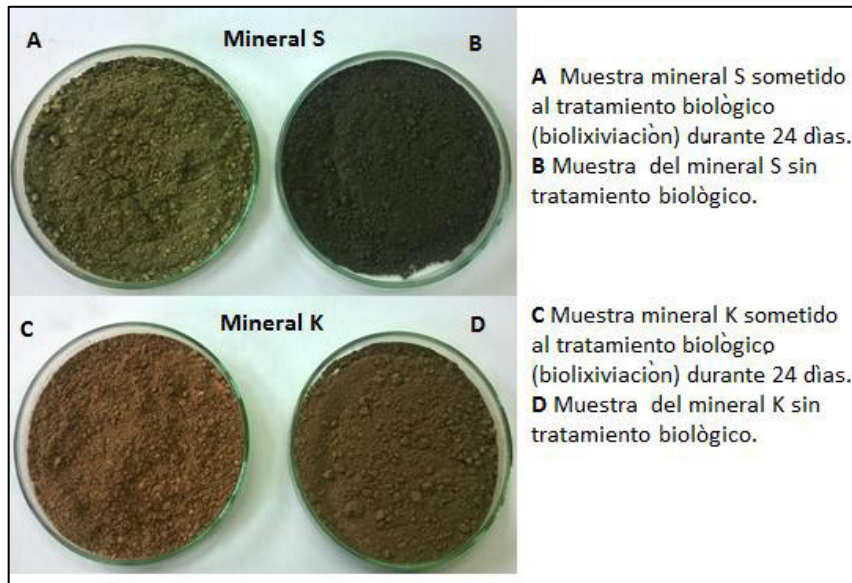 A
Mineral S
B
A Muestra mineral S sometido
al tratamiento biològico
(biolixiviaciòn) durante 24 dìas.
B Muestra del mineral S sin
tratamiento biològico.
C
Mineral K
D
C Muestra mineral K sometido
al tratamiento biològico
(biolixiviaciòn) durante 24 dìas.
D Muestra del mineral K sin
tratamiento biològico.